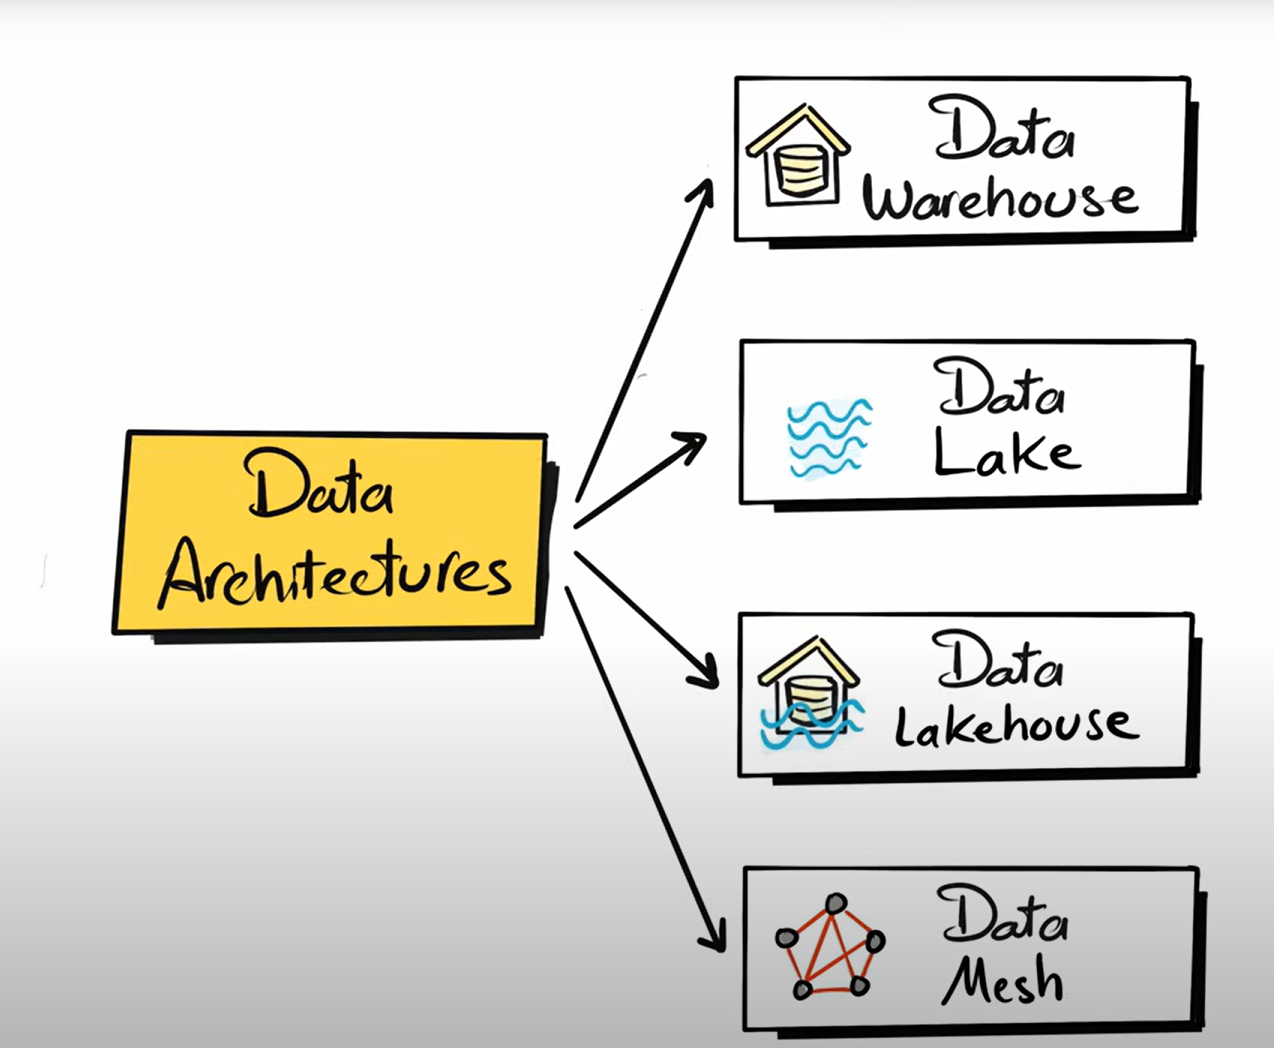 Data
Architectures
Data
Warehouse
Data
Lake
Data
Lakehouse
Data
Mesh